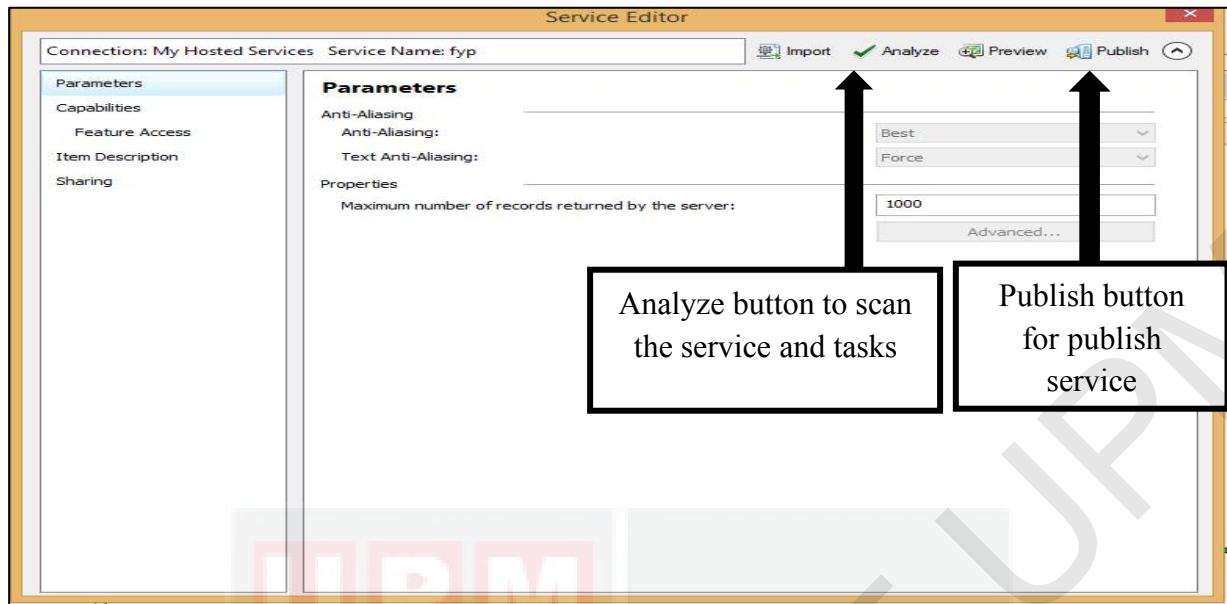 Service Editor
Connection: My Hosted Services Service Name: fyp
Import Analyze Preview Publish
Parameters
Capabilities
Feature Access
Item Description
Sharing
Parameters
Anti-Aliasing
Anti-Aliasing: Best
Text Anti-Aliasing: Force
Properties
Maximum number of records returned by the server: 1000
Advanced...
Analyze button to scan
the service and tasks
Publish button
for publish
service
UPM
UPM